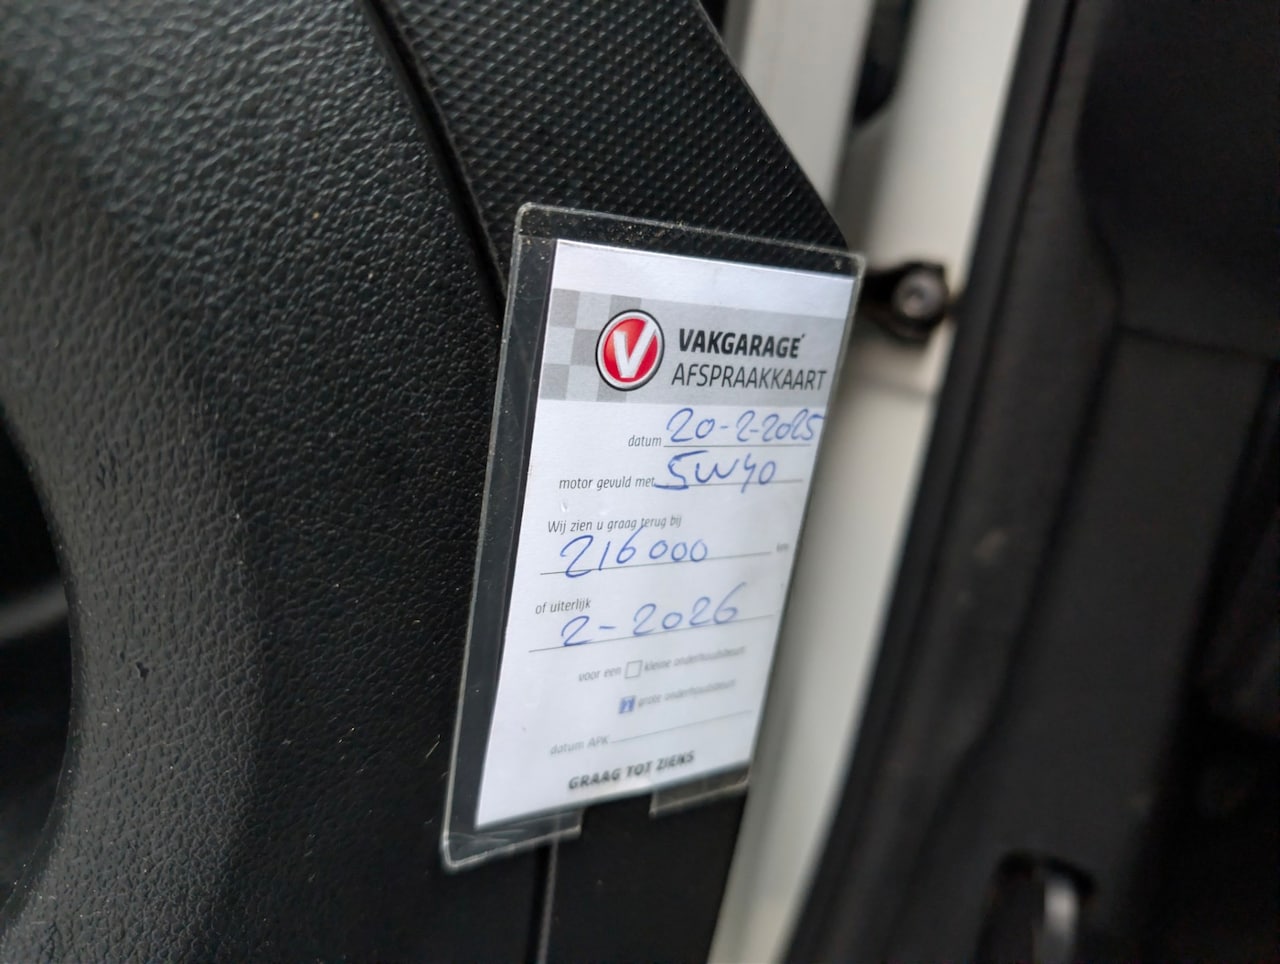 V VAKGARAGE
AFSPRAAKKAART
datum 20-2-2025
motor gevuld met 5W40
Wij zien u graag terug bij
216000 km
of uiterlijk
2-2026
voor een kleine onderhoudsbeurt
grote onderhoudsbeurt
datum APK
GRAAG TOT ZIENS